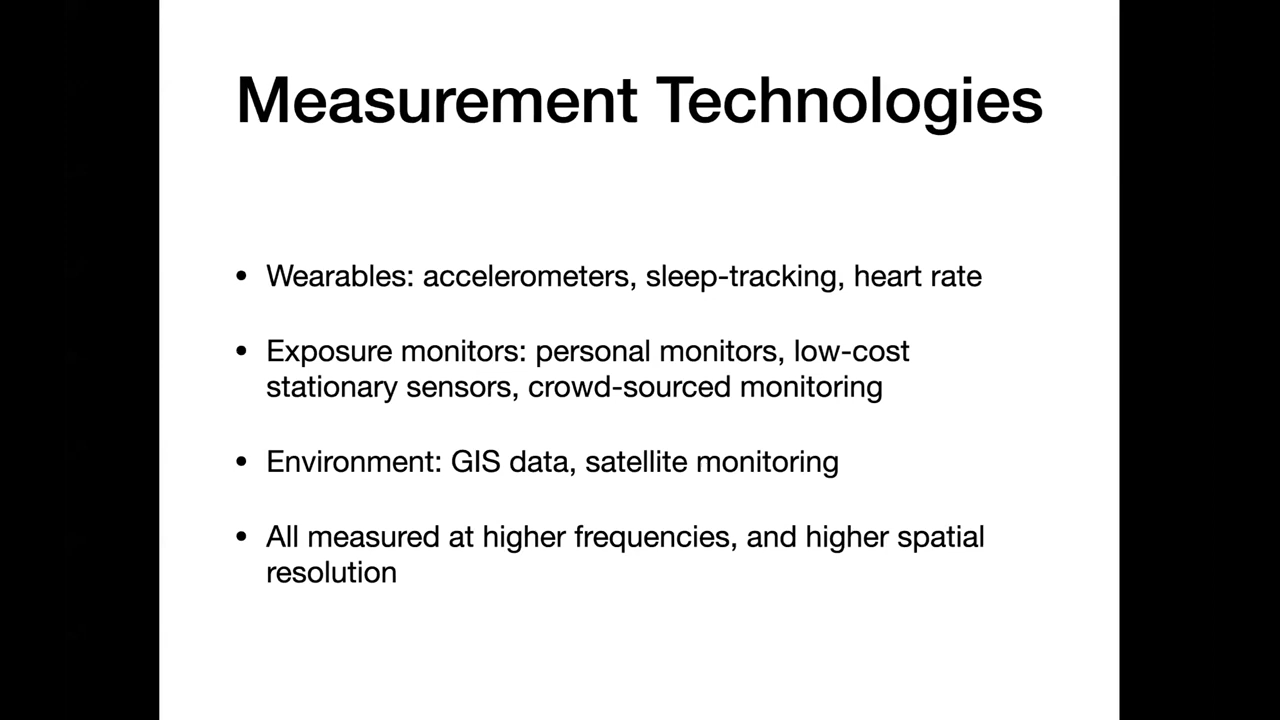 Measurement Technologies
• Wearables: accelerometers, sleep-tracking, heart rate
• Exposure monitors: personal monitors, low-cost
stationary sensors, crowd-sourced monitoring
• Environment: GIS data, satellite monitoring
• All measured at higher frequencies, and higher spatial
resolution